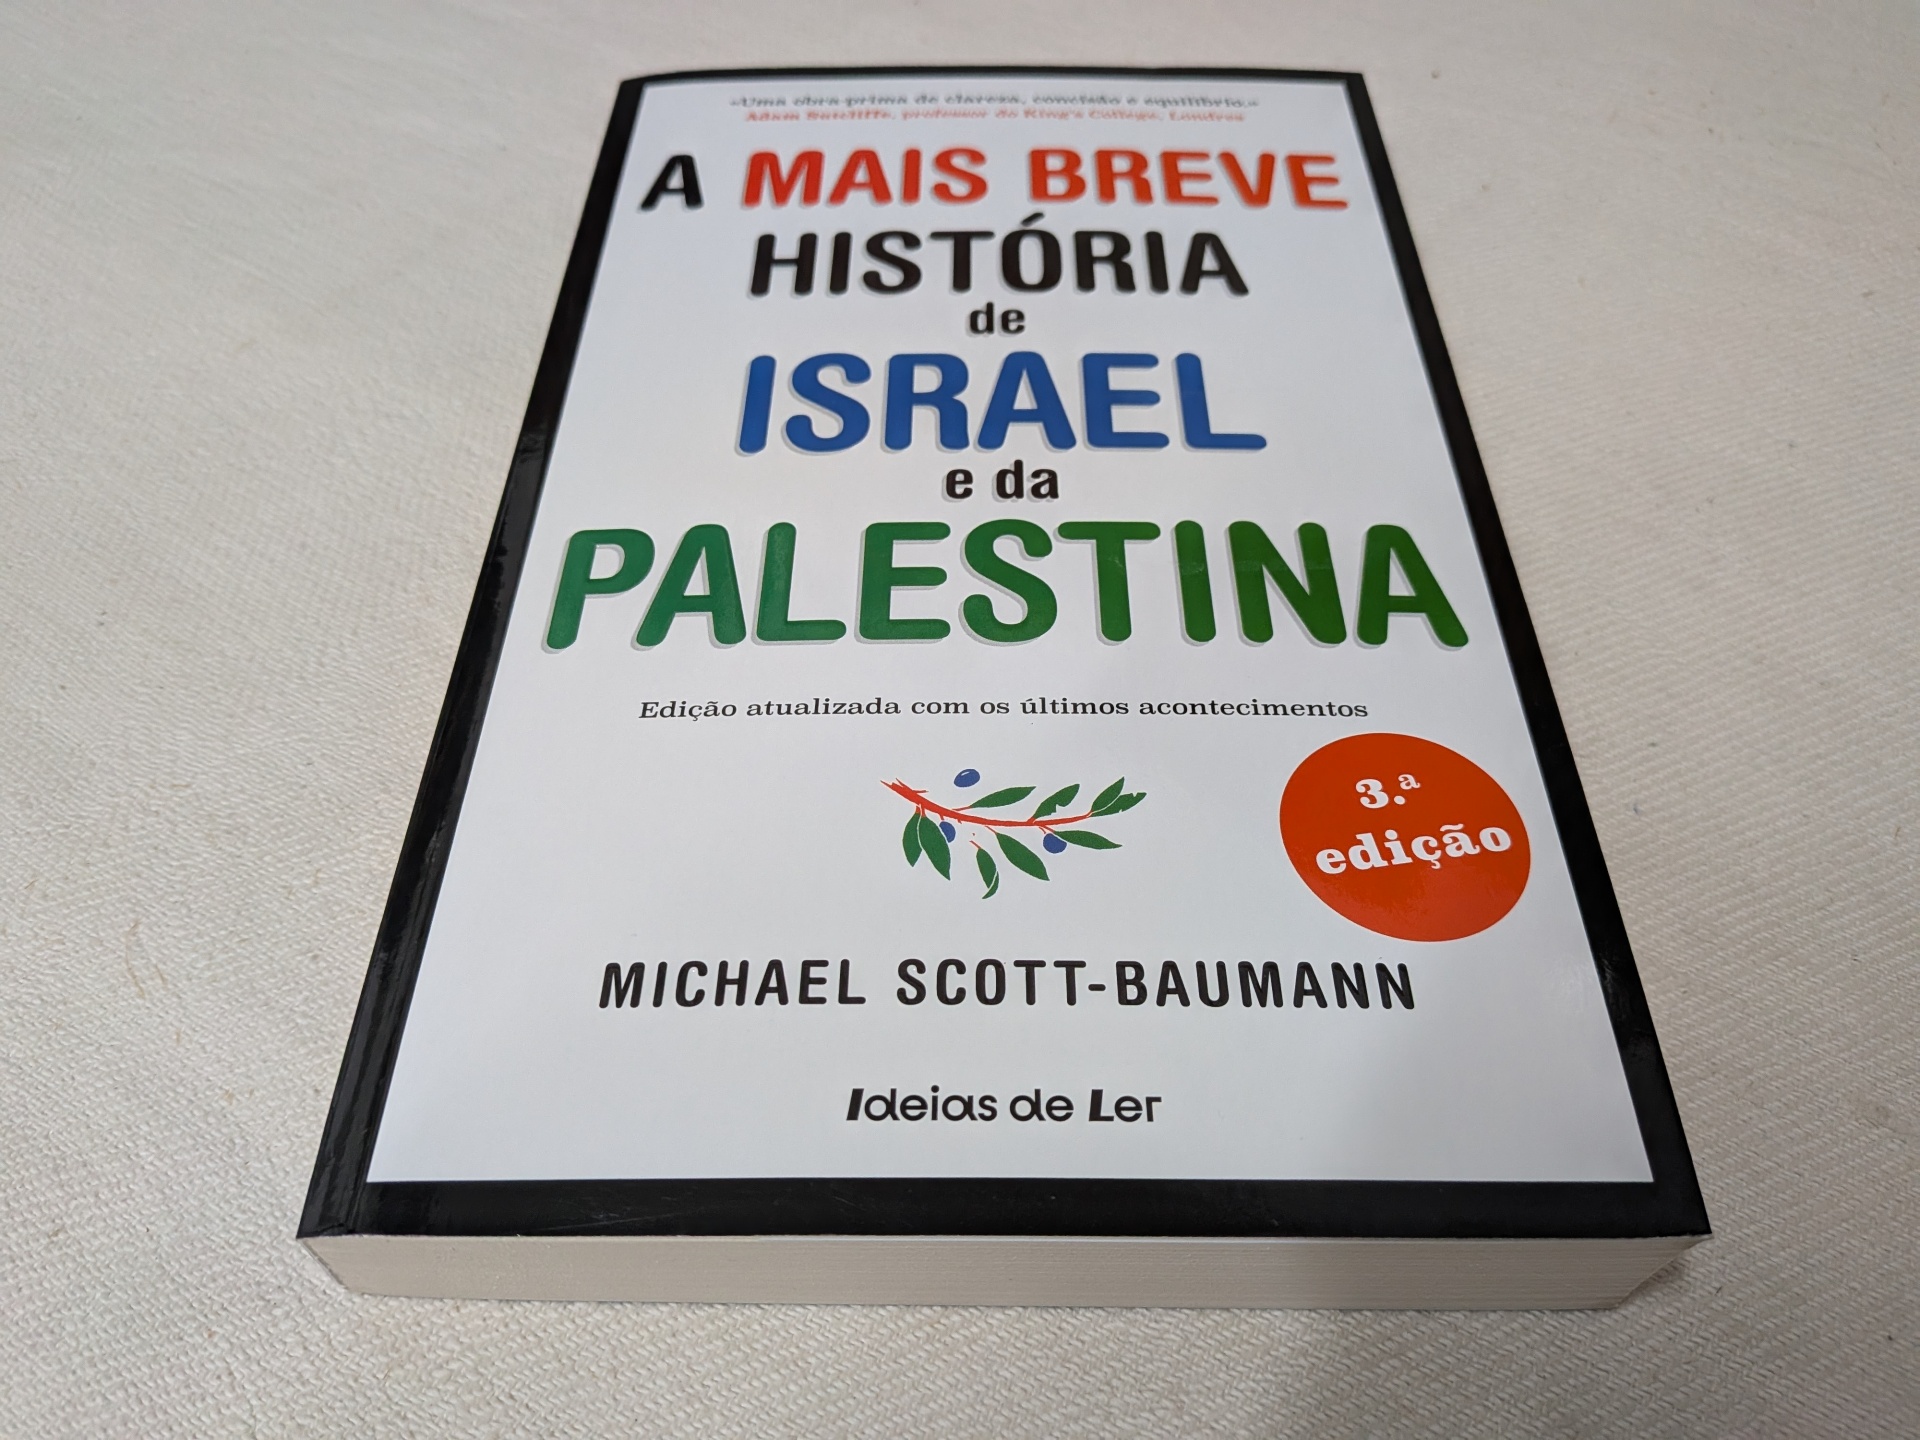 «Uma obra-prima de clareza, concisão e equilíbrio.»
Adam Sutcliffe, professor do King's College, Londres
A MAIS BREVE
HISTÓRIA
de
ISRAEL
e da
PALESTINA
Edição atualizada com os últimos acontecimentos
3.ª
edição
MICHAEL SCOTT-BAUMANN
Ideias de Ler